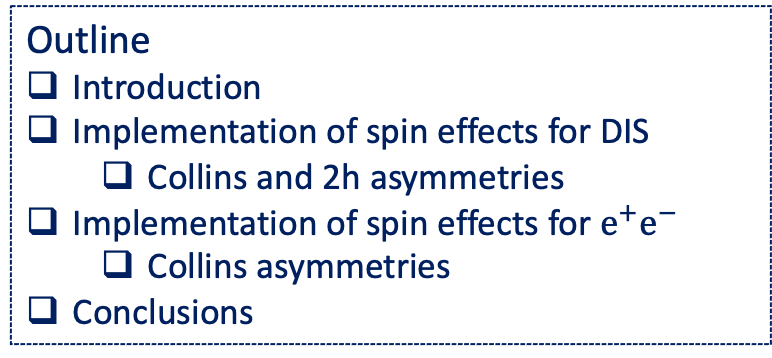 Outline
❑ Introduction
❑ Implementation of spin effects for DIS
❑ Collins and 2h asymmetries
❑ Implementation of spin effects for e⁺e⁻
❑ Collins asymmetries
❑ Conclusions